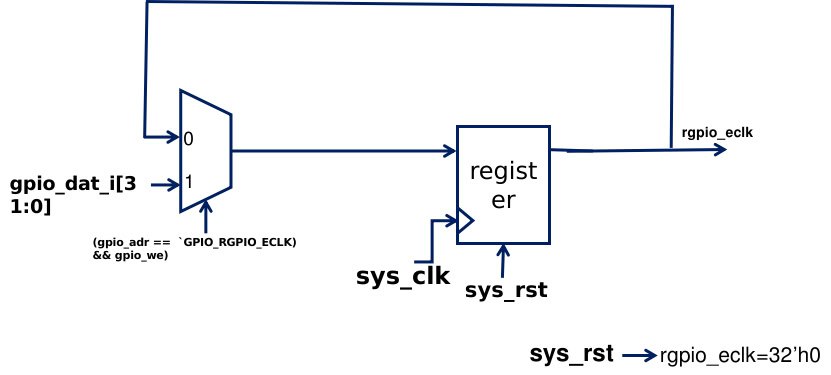 rgpio_eclk
0
1
gpio_dat_i[3
1:0]
regist
er
(gpio_adr == `GPIO_RGPIO_ECLK)
&& gpio_we)
sys_clk
sys_rst
sys_rst rgpio_eclk=32’h0